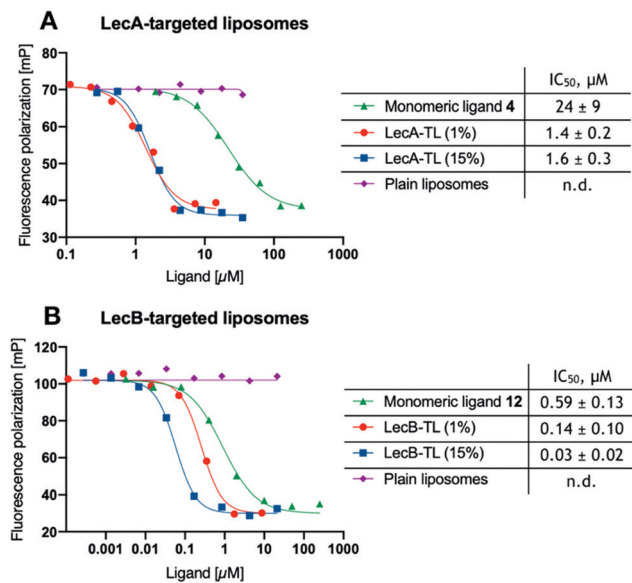 A LecA-targeted liposomes
Fluorescence polarization [mP]
80
70
60
50
40
30
0.1 1 10 100 1000 10000
Ligand [µM]
IC50, µM
Monomeric ligand 4 24 ± 9
LecA-TL (1%) 1.4 ± 0.2
LecA-TL (15%) 1.6 ± 0.3
Plain liposomes n.d.
B LecB-targeted liposomes
Fluorescence polarization [mP]
120
100
80
60
40
20
0.001 0.01 0.1 1 10 100 1000
Ligand [µM]
IC50, µM
Monomeric ligand 12 0.59 ± 0.13
LecB-TL (1%) 0.14 ± 0.10
LecB-TL (15%) 0.03 ± 0.02
Plain liposomes n.d.